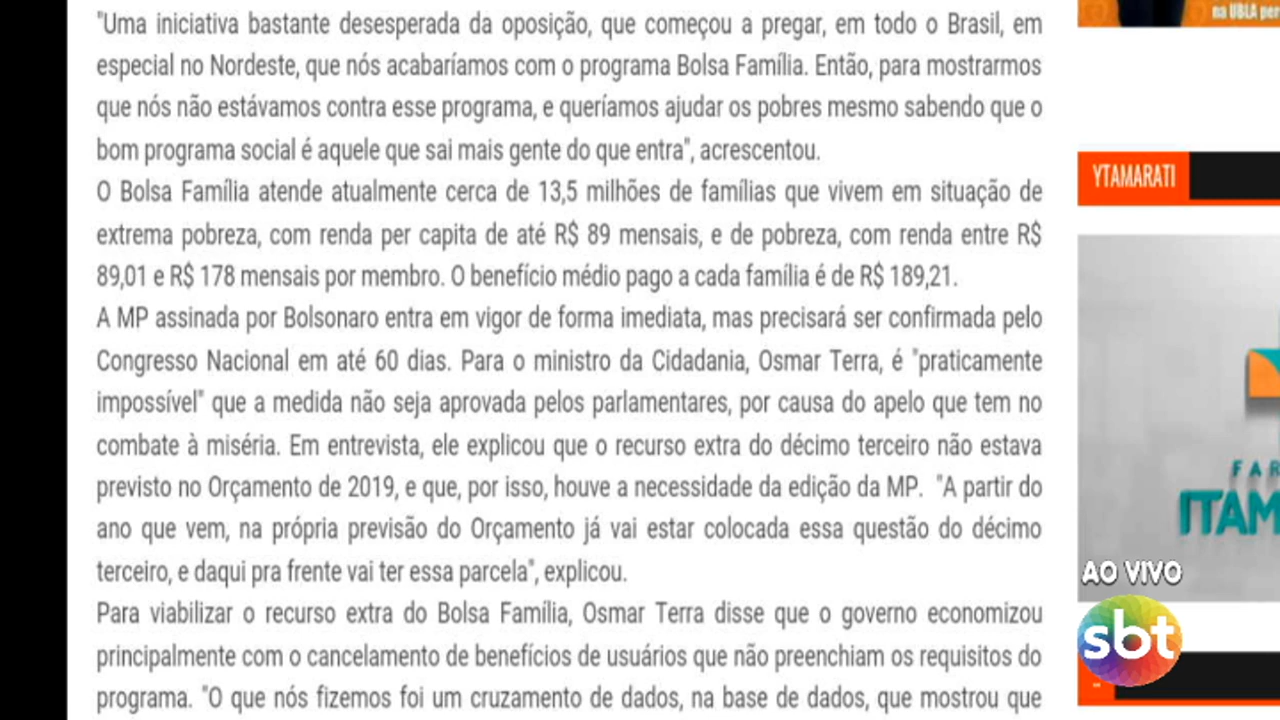 "Uma iniciativa bastante desesperada da oposição, que começou a pregar, em todo o Brasil, em
especial no Nordeste, que nós acabaríamos com o programa Bolsa Família. Então, para mostrarmos
que nós não estávamos contra esse programa, e queríamos ajudar os pobres mesmo sabendo que o
bom programa social é aquele que sai mais gente do que entra", acrescentou.
O Bolsa Família atende atualmente cerca de 13,5 milhões de famílias que vivem em situação de
extrema pobreza, com renda per capita de até R$ 89 mensais, e de pobreza, com renda entre R$
89,01 e R$ 178 mensais por membro. O benefício médio pago a cada família é de R$ 189,21.
A MP assinada por Bolsonaro entra em vigor de forma imediata, mas precisará ser confirmada pelo
Congresso Nacional em até 60 dias. Para o ministro da Cidadania, Osmar Terra, é "praticamente
impossível" que a medida não seja aprovada pelos parlamentares, por causa do apelo que tem no
combate à miséria. Em entrevista, ele explicou que o recurso extra do décimo terceiro não estava
previsto no Orçamento de 2019, e que, por isso, houve a necessidade da edição da MP. "A partir do
ano que vem, na própria previsão do Orçamento já vai estar colocada essa questão do décimo
terceiro, e daqui pra frente vai ter essa parcela", explicou.
Para viabilizar o recurso extra do Bolsa Família, Osmar Terra disse que o governo economizou
principalmente com o cancelamento de benefícios de usuários que não preenchiam os requisitos do
programa. "O que nós fizemos foi um cruzamento de dados, na base de dados, que mostrou que
na UBLA per
YTAMARATI
FAR
ITAM
AO VIVO
sbt